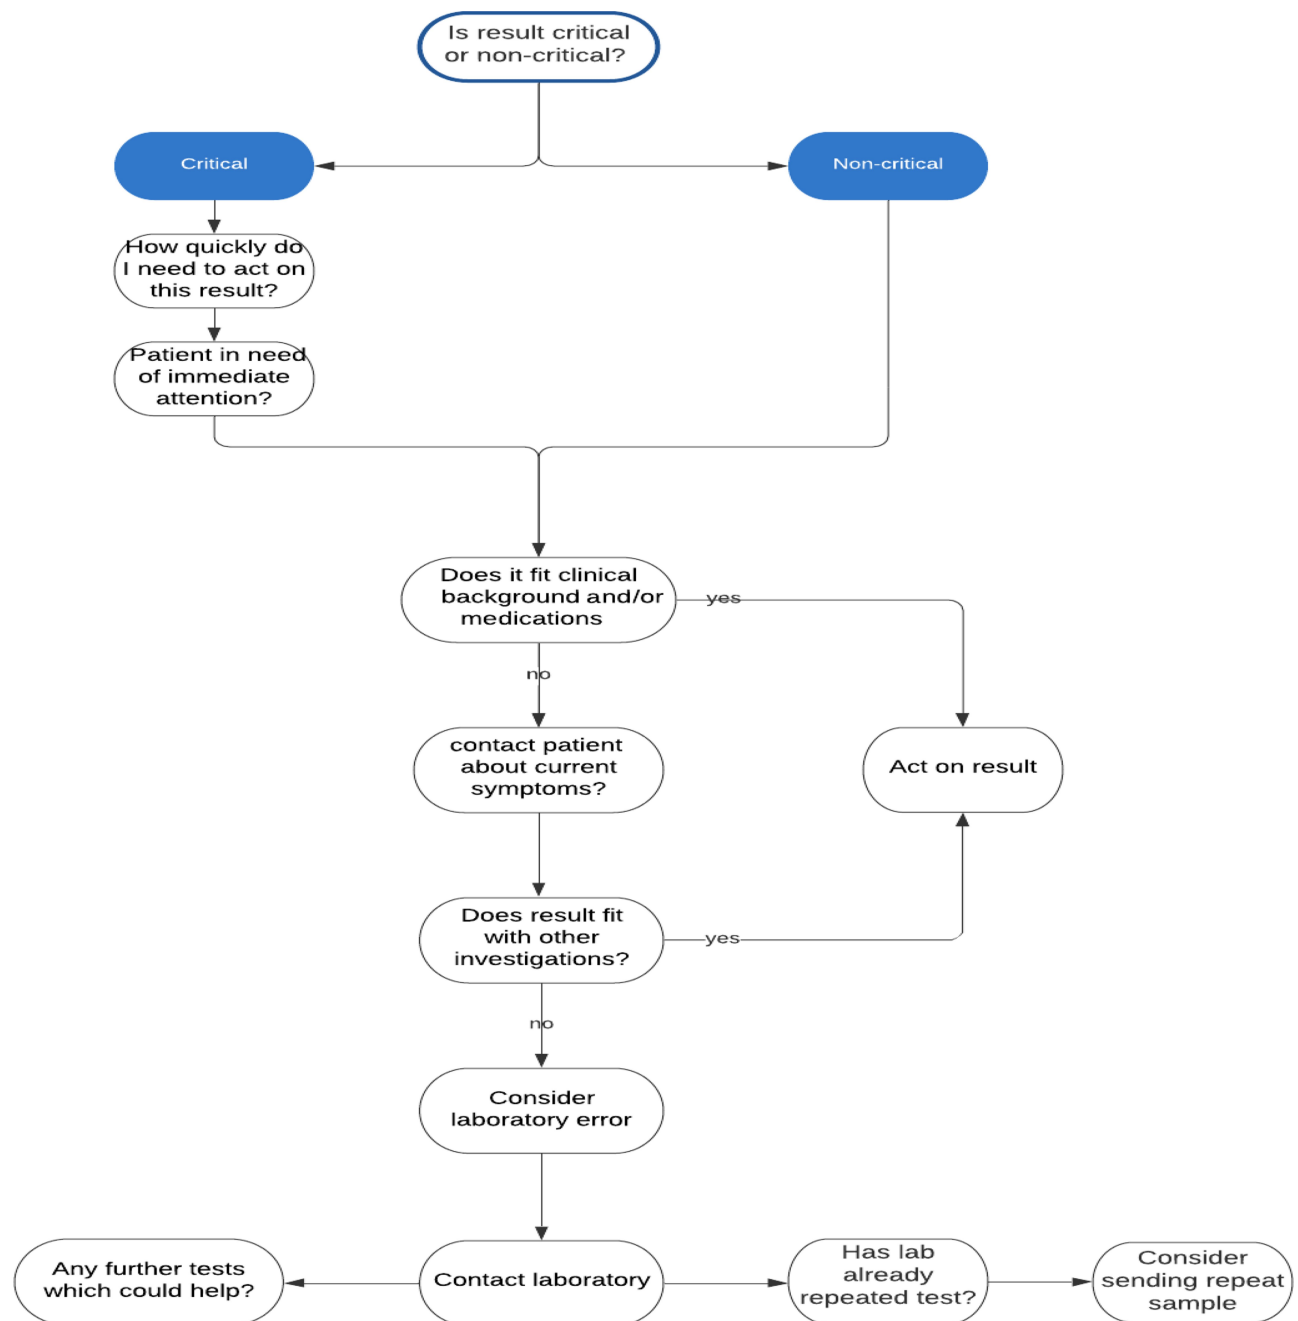 Is result critical
or non-critical?
Critical
Non-critical
How quickly do
I need to act on
this result?
Patient in need
of immediate
attention?
Does it fit clinical
background and/or
medications
yes
no
contact patient
about current
symptoms?
Act on result
Does result fit
with other
investigations?
yes
no
Consider
laboratory error
Any further tests
which could help?
Contact laboratory
Has lab
already
repeated test?
Consider
sending repeat
sample